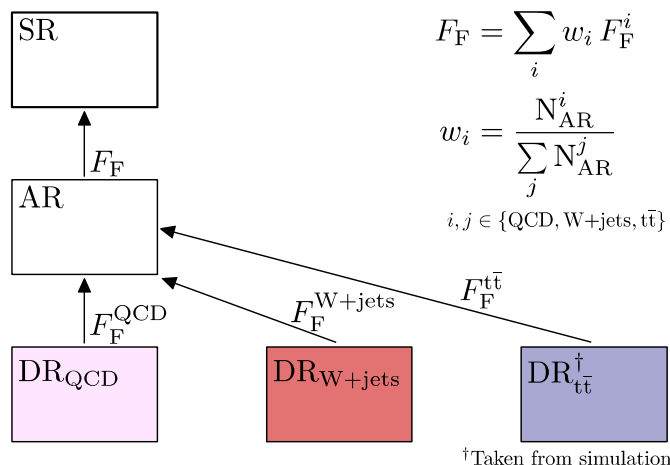 SR
F_F = ∑_i w_i F_F^i
w_i = N_AR^i / ∑_j N_AR^j
F_F
AR
i, j ∈ {QCD, W+jets, tt̄}
F_F^QCD
F_F^W+jets
F_F^tt̄
DR_QCD
DR_W+jets
DR_tt̄^†
†Taken from simulation